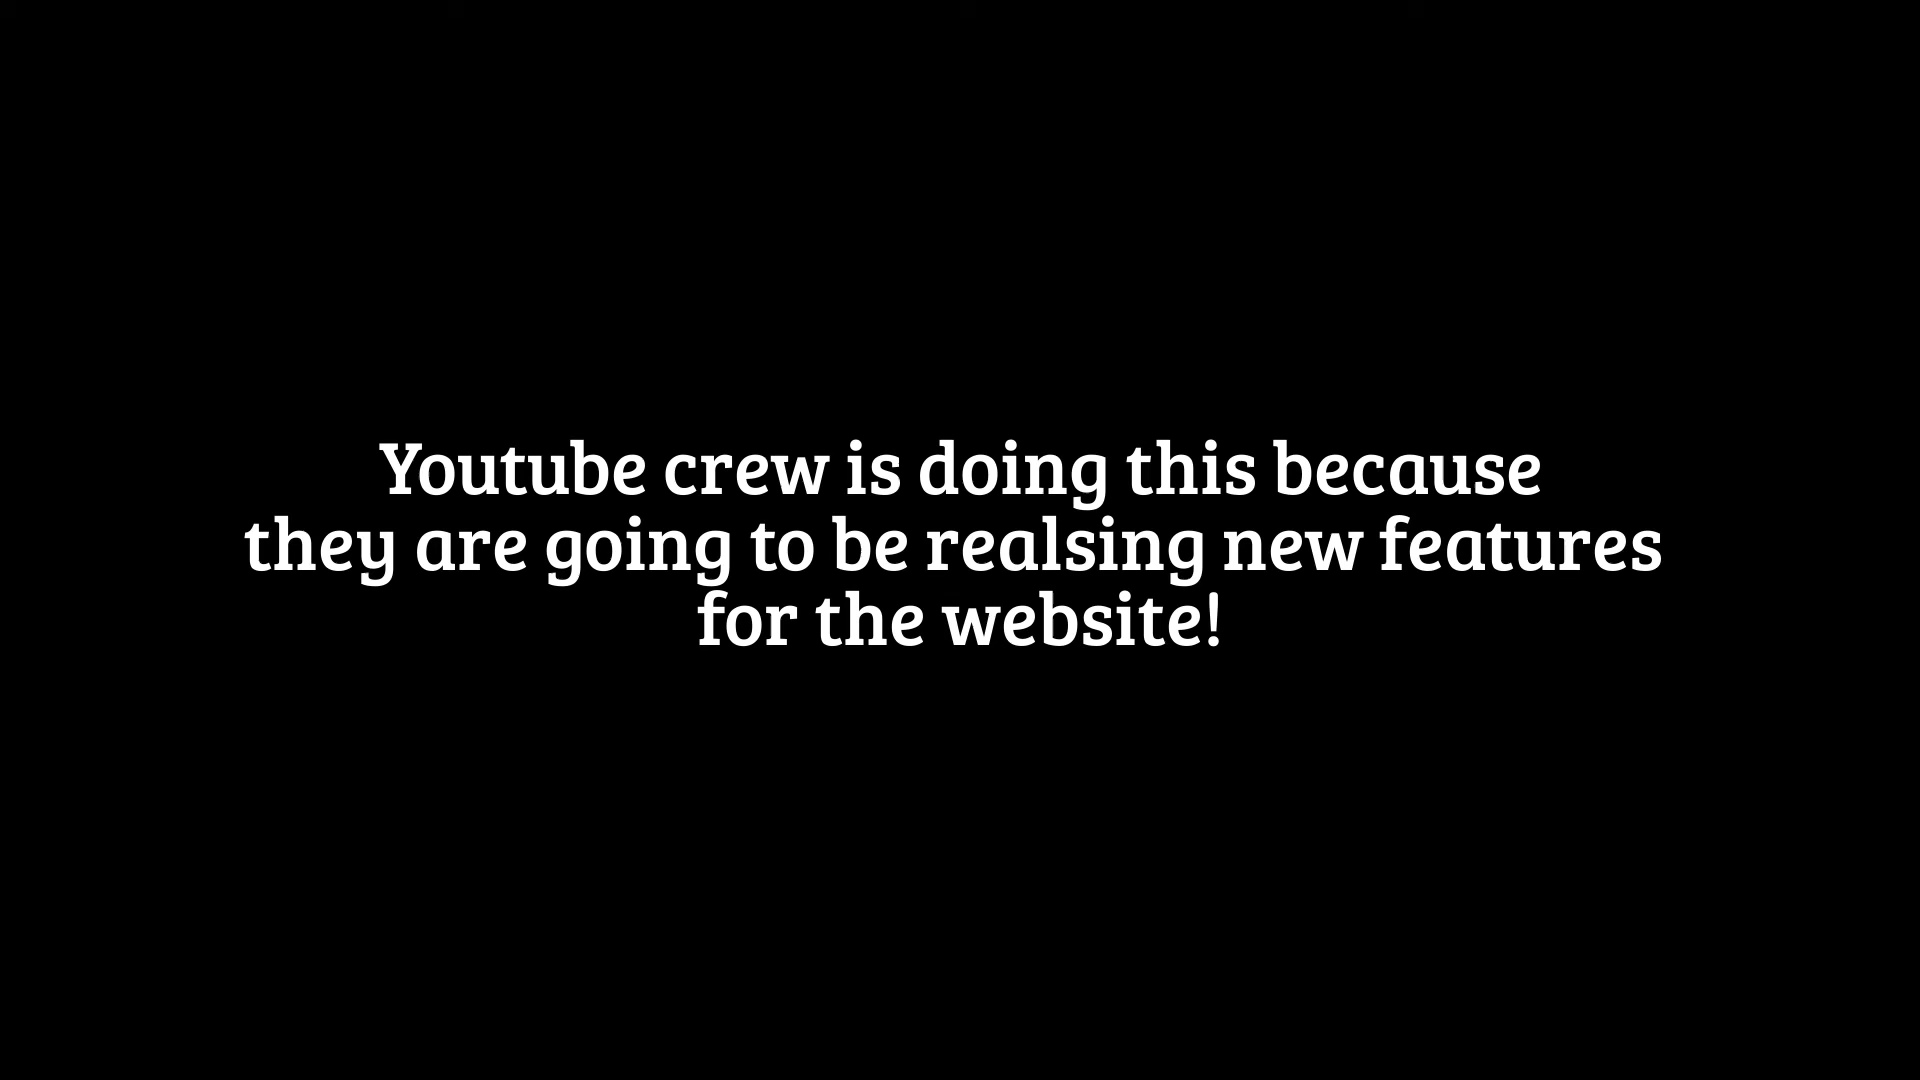 Youtube crew is doing this because
they are going to be realsing new features
for the website!